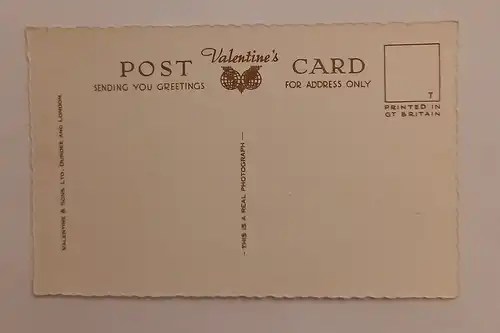 Valentine's
POST CARD
SENDING YOU GREETINGS
FOR ADDRESS ONLY
T
PRINTED IN
GT BRITAIN
VALENTINE & SONS LTD. DUNDEE AND LONDON.
— THIS IS A REAL PHOTOGRAPH —